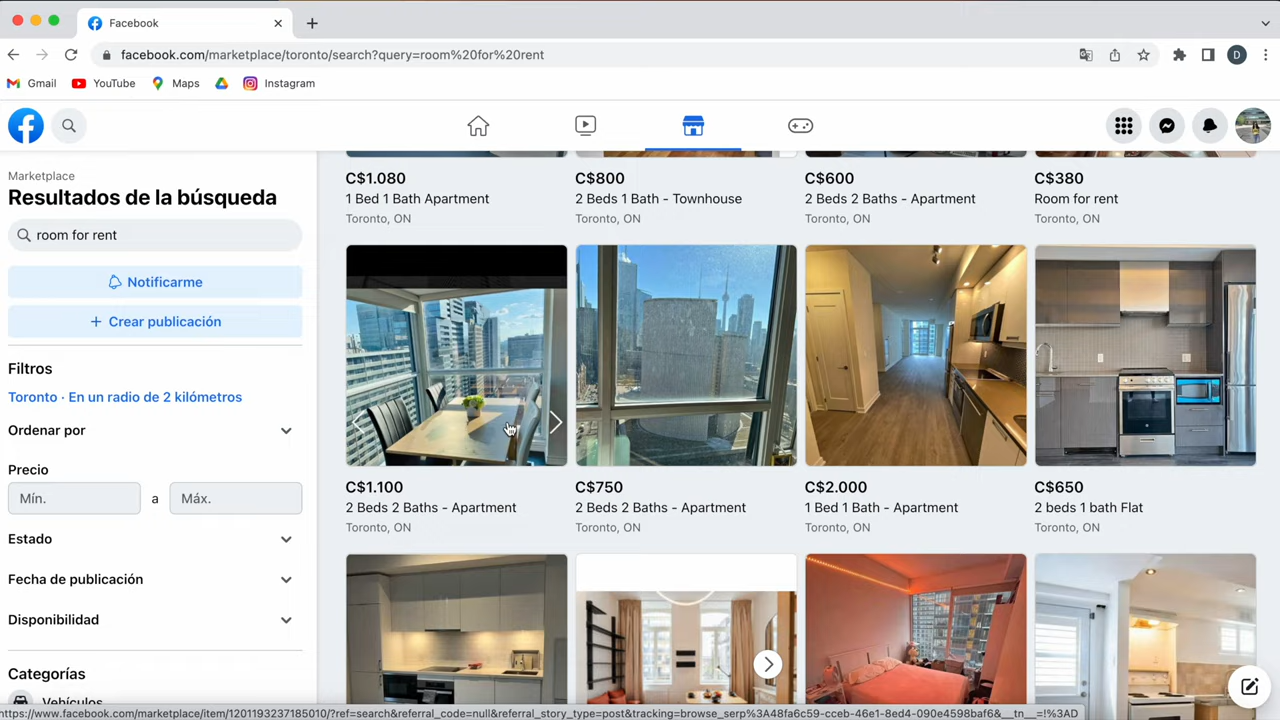 Facebook
facebook.com/marketplace/toronto/search?query=room%20for%20rent
D
Gmail
YouTube
Maps
Instagram
Marketplace
Resultados de la búsqueda
room for rent
Notificarme
+ Crear publicación
Filtros
Toronto · En un radio de 2 kilómetros
Ordenar por
Precio
Mín.
a
Máx.
Estado
Fecha de publicación
Disponibilidad
Categorías
Vehículos
C$1.080
1 Bed 1 Bath Apartment
Toronto, ON
C$800
2 Beds 1 Bath - Townhouse
Toronto, ON
C$600
2 Beds 2 Baths - Apartment
Toronto, ON
C$380
Room for rent
Toronto, ON
C$1.100
2 Beds 2 Baths - Apartment
Toronto, ON
C$750
2 Beds 2 Baths - Apartment
Toronto, ON
C$2.000
1 Bed 1 Bath - Apartment
Toronto, ON
C$650
2 beds 1 bath Flat
Toronto, ON
https://www.facebook.com/marketplace/item/1201193237185010/?ref=search&referral_code=null&referral_story_type=post&tracking=browse_serp%3A48fa6c59-cceb-46e1-8ed4-090e4598baf6&__tn__=!%3AD